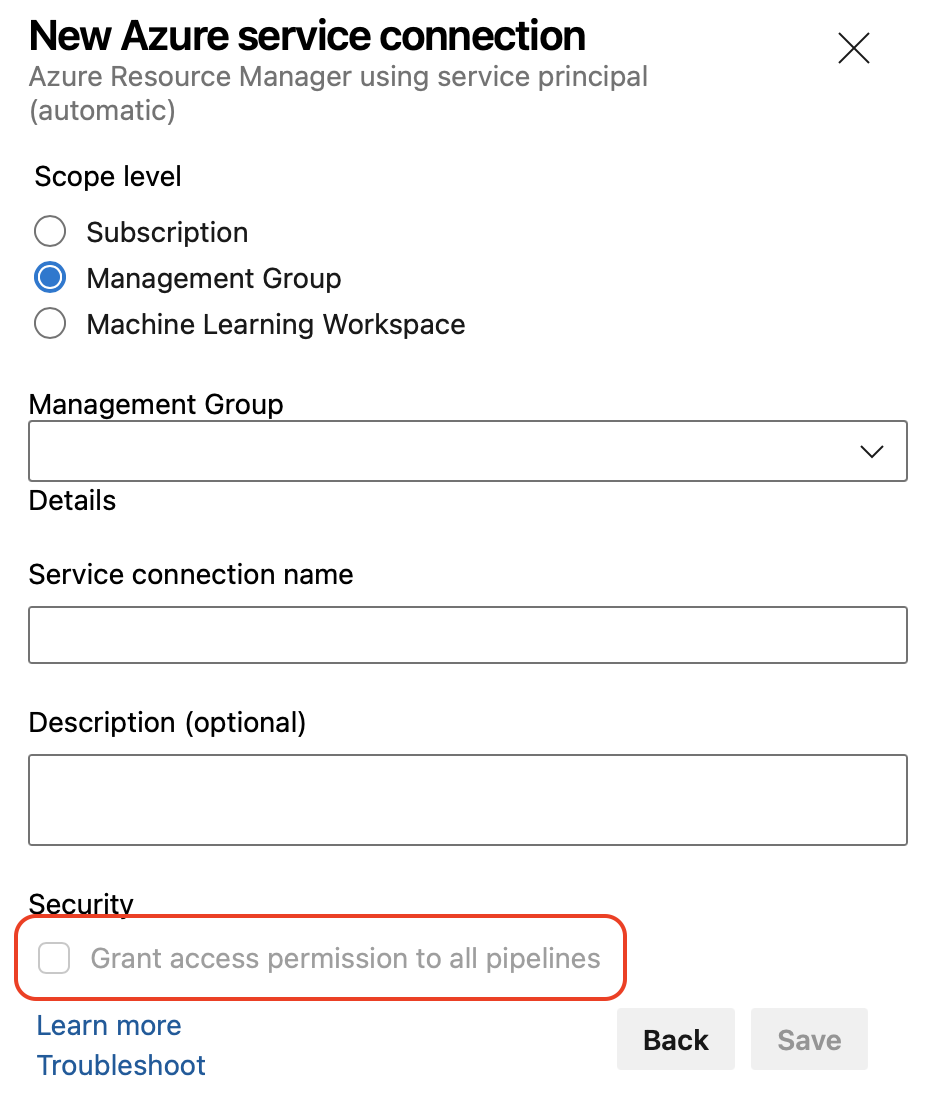 New Azure service connection
Azure Resource Manager using service principal
(automatic)
Scope level
Subscription
Management Group
Machine Learning Workspace
Management Group
Details
Service connection name
Description (optional)
Security
Grant access permission to all pipelines
Learn more
Troubleshoot
Back
Save